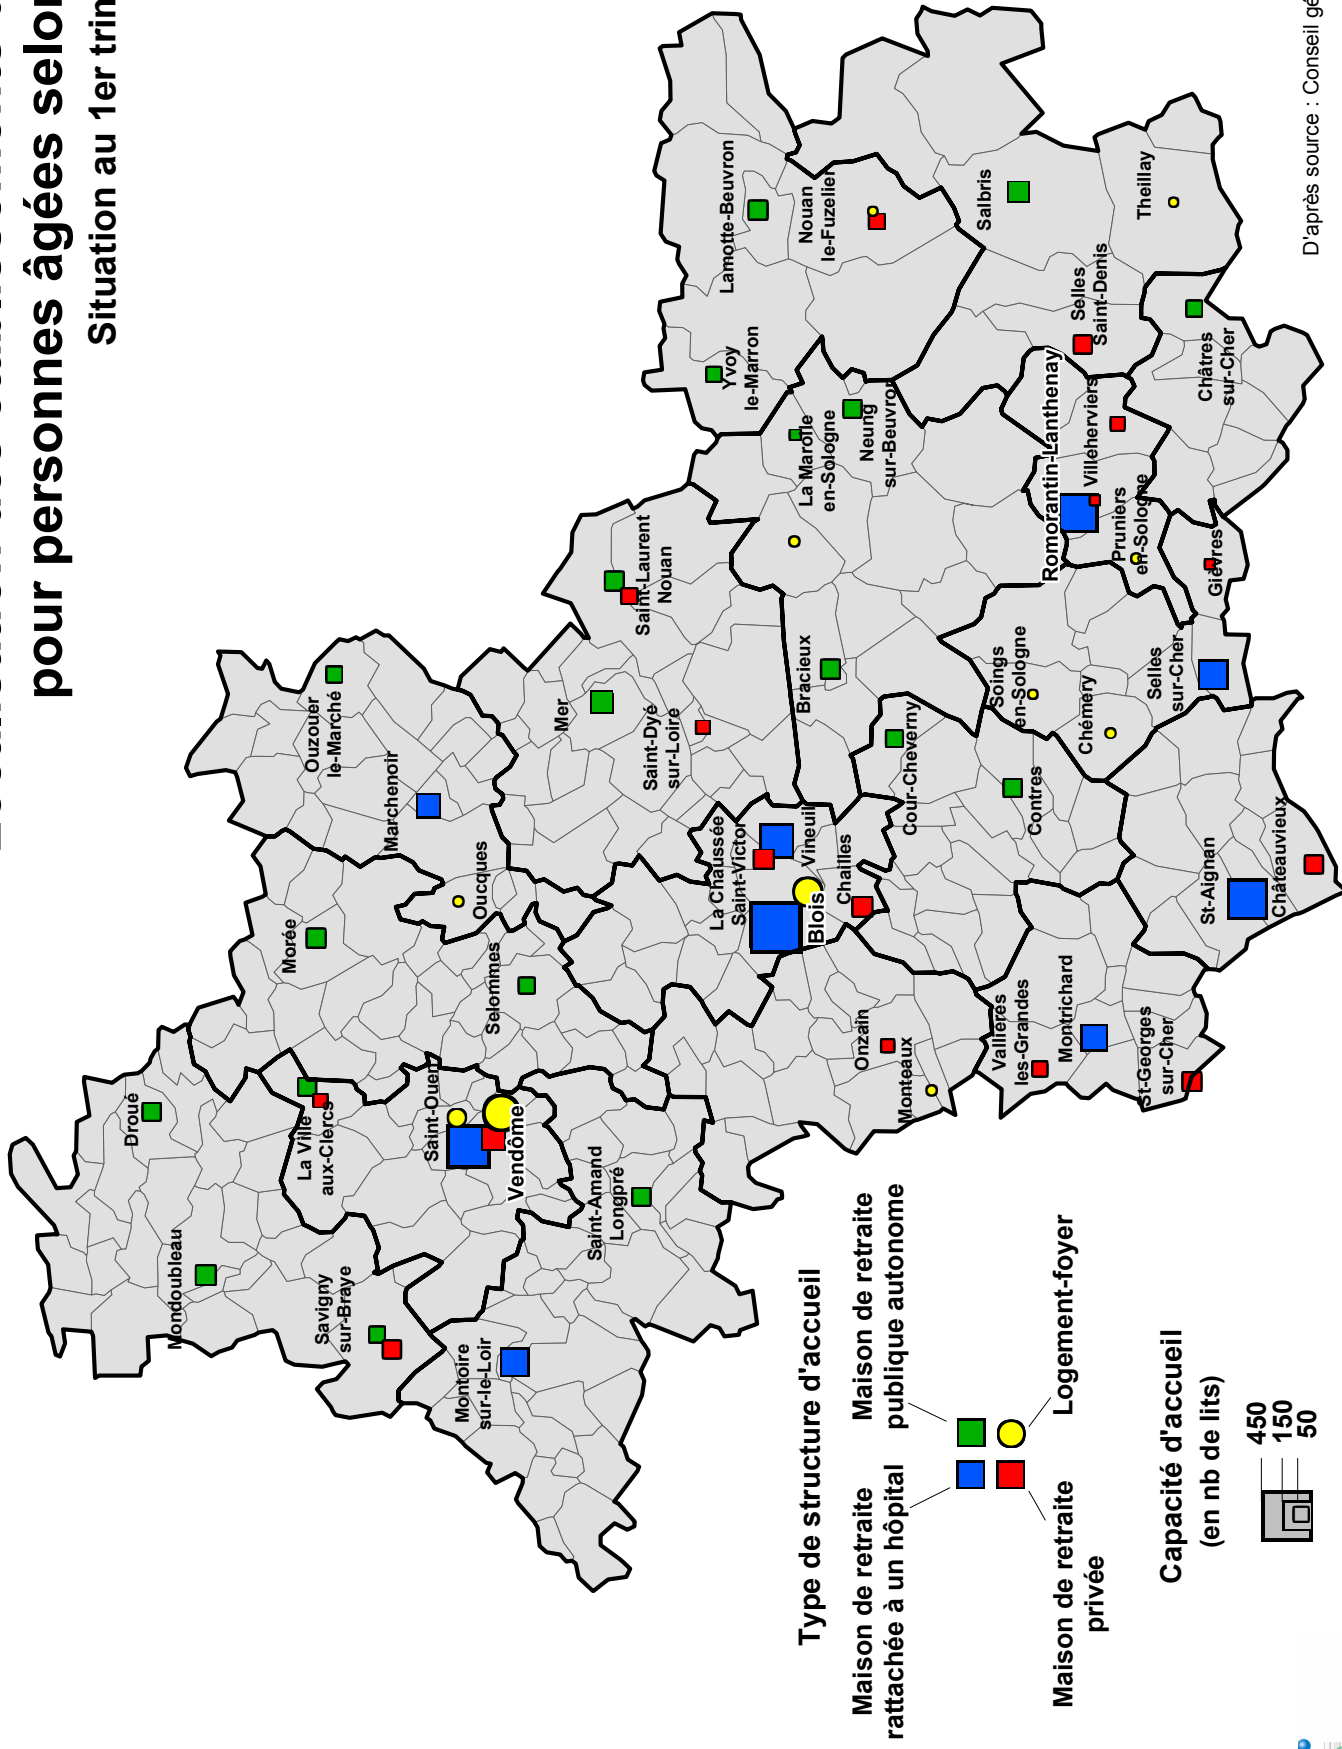 pour personnes âgées selon
Situation au 1er trim
Droué
Mondoubleau
La Ville
aux-Clercs
Savigny
sur-Braye
Morée
Ouzouer
le-Marché
Marchenoir
Oucques
Selommes
Saint-Ouen
Vendôme
Montoire
sur-le-Loir
Saint-Amand
Longpré
Mer
Saint-Laurent
Nouan
Saint-Dyé
sur-Loire
La Chaussée
Saint-Victor
Vineuil
Blois
Chailles
Onzain
Monteaux
Bracieux
Cour-Cheverny
Contres
Lamotte-Beuvron
Yvoy
le-Marron
Nouan
le-Fuzelier
La Marolle
en-Sologne
Neung
sur-Beuvron
Salbris
Theillay
Selles
Saint-Denis
Romorantin-Lanthenay
Villeherviers
Pruniers
en-Sologne
Châtres
sur-Cher
Gièvres
Soings
en-Sologne
Chémery
Selles
sur-Cher
Vallières
les-Grandes
Montrichard
St-Georges
sur-Cher
St-Aignan
Châteauvieux
Type de structure d'accueil
Maison de retraite
rattachée à un hôpital
Maison de retraite
publique autonome
Maison de retraite
privée
Logement-foyer
Capacité d'accueil
(en nb de lits)
450
150
50
D'après source : Conseil gé